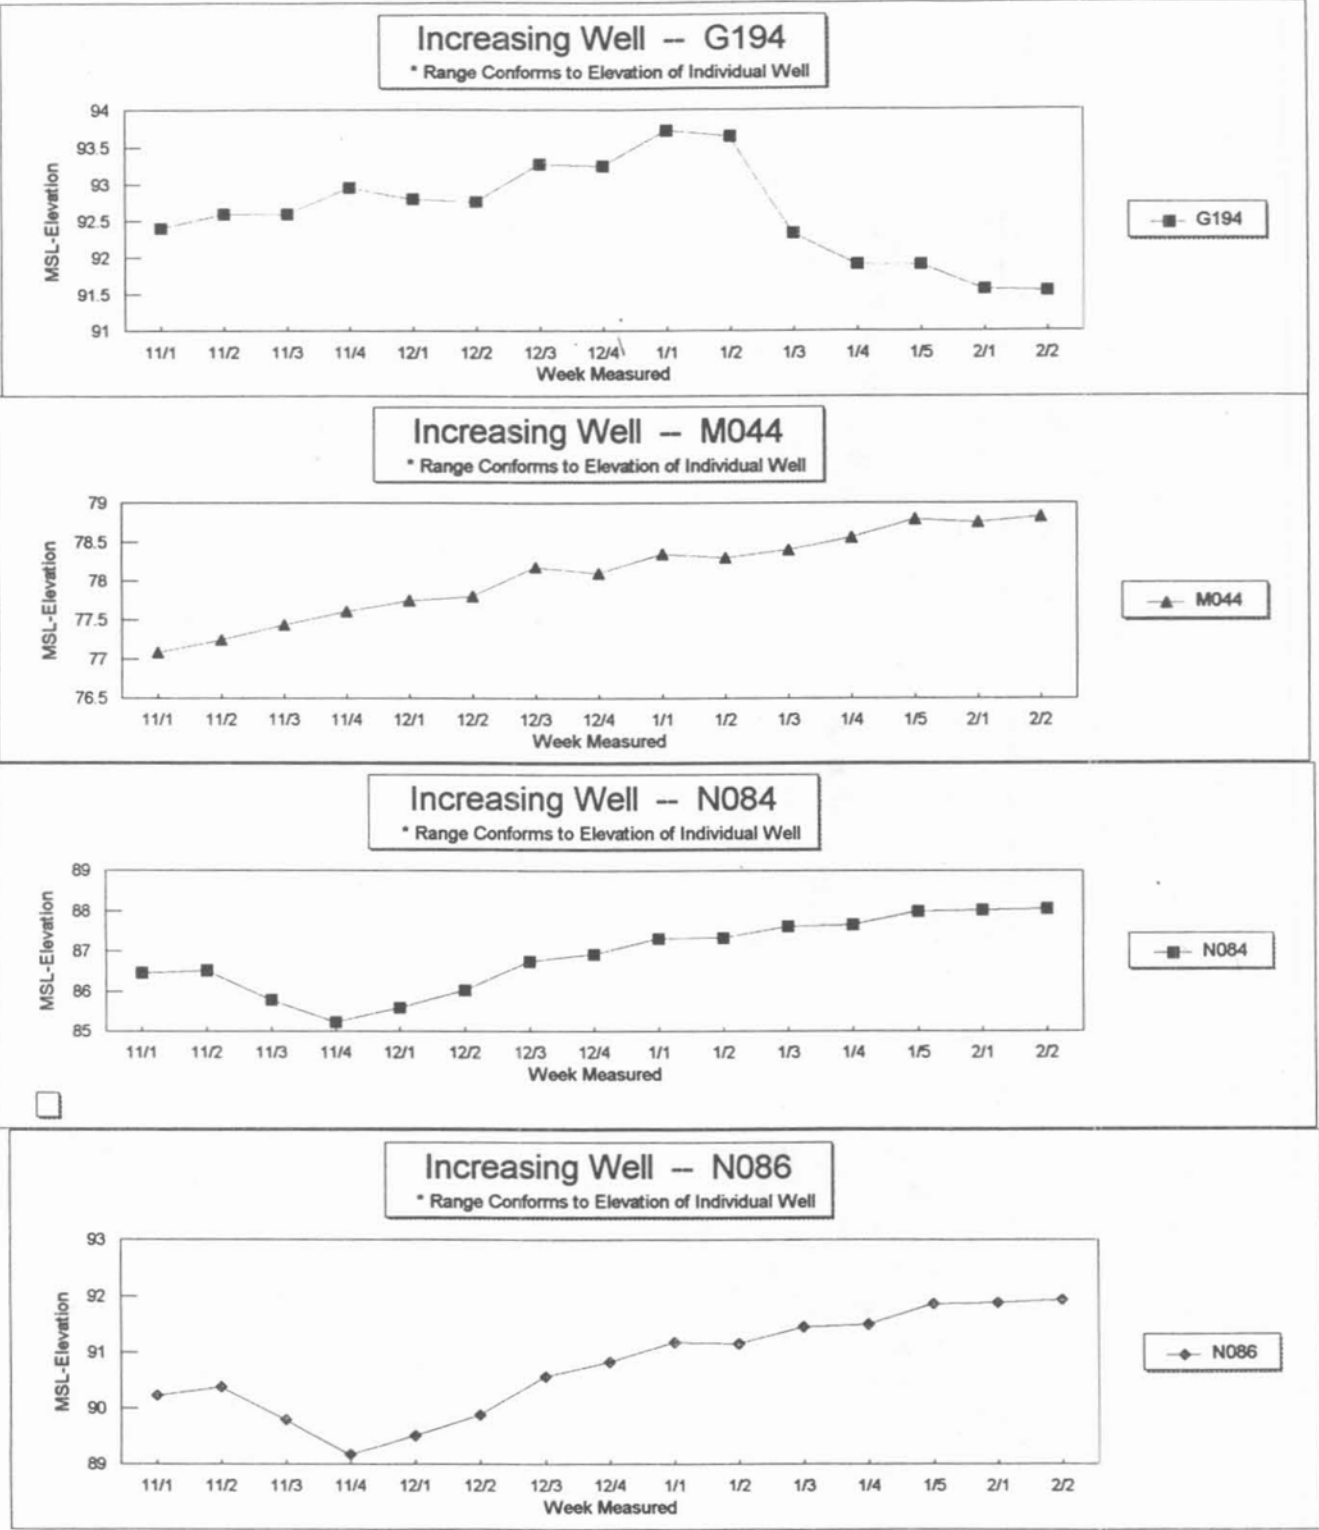 Increasing Well -- G194
* Range Conforms to Elevation of Individual Well
94
93.5
93
92.5
92
91.5
91
MSL-Elevation
G194
11/1 11/2 11/3 11/4 12/1 12/2 12/3 12/4 1/1 1/2 1/3 1/4 1/5 2/1 2/2
Week Measured
Increasing Well -- M044
* Range Conforms to Elevation of Individual Well
79
78.5
78
77.5
77
76.5
MSL-Elevation
M044
11/1 11/2 11/3 11/4 12/1 12/2 12/3 12/4 1/1 1/2 1/3 1/4 1/5 2/1 2/2
Week Measured
Increasing Well -- N084
* Range Conforms to Elevation of Individual Well
89
88
87
86
85
MSL-Elevation
N084
11/1 11/2 11/3 11/4 12/1 12/2 12/3 12/4 1/1 1/2 1/3 1/4 1/5 2/1 2/2
Week Measured
Increasing Well -- N086
* Range Conforms to Elevation of Individual Well
93
92
91
90
89
MSL-Elevation
N086
11/1 11/2 11/3 11/4 12/1 12/2 12/3 12/4 1/1 1/2 1/3 1/4 1/5 2/1 2/2
Week Measured